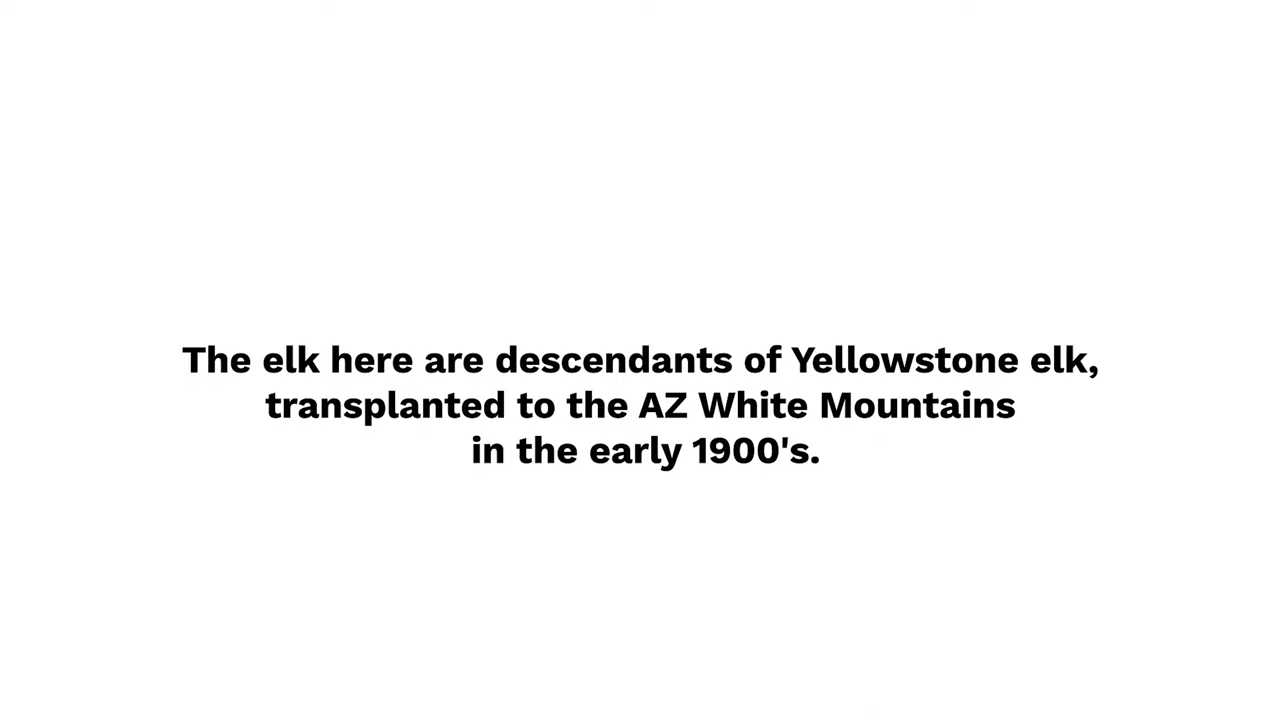 The elk here are descendants of Yellowstone elk,
transplanted to the AZ White Mountains
in the early 1900's.